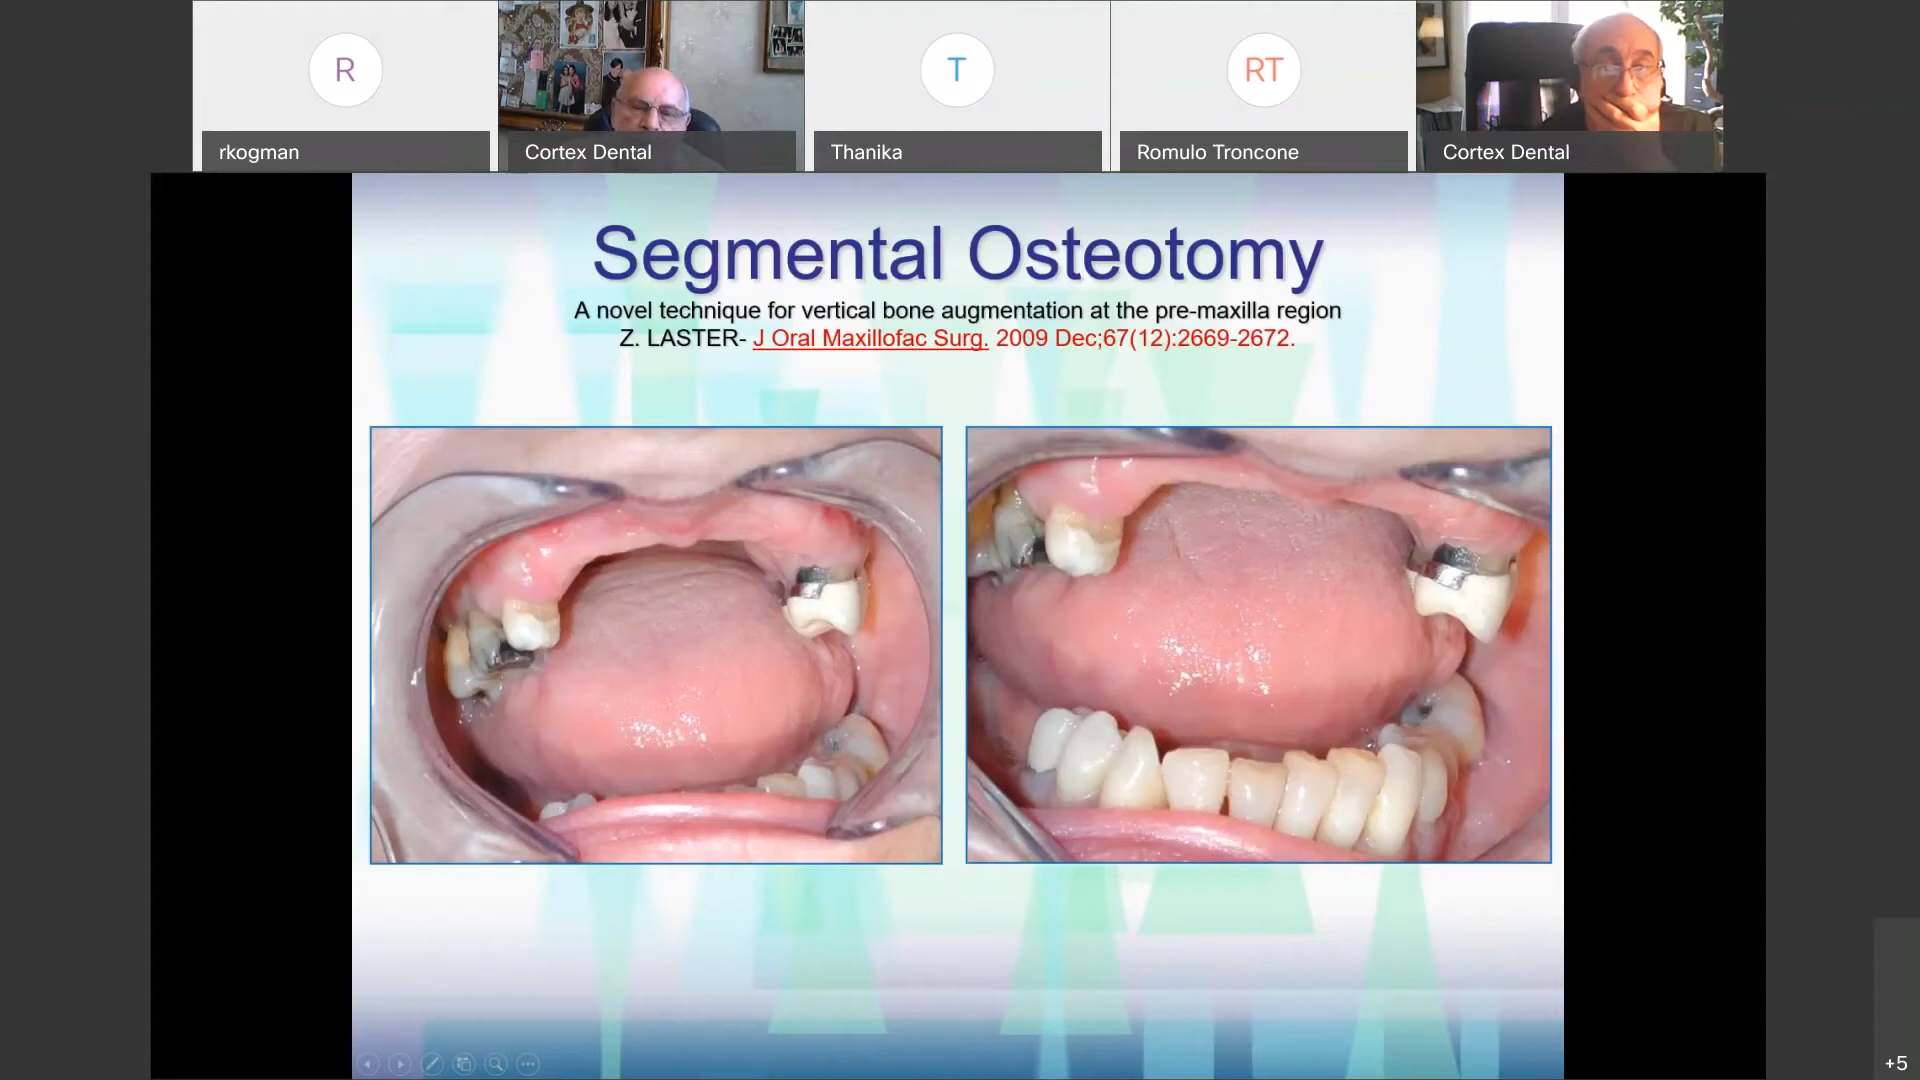 R
T
RT
rkogman
Cortex Dental
Thanika
Romulo Troncone
Cortex Dental
Segmental Osteotomy
A novel technique for vertical bone augmentation at the pre-maxilla region
Z. LASTER- J Oral Maxillofac Surg. 2009 Dec;67(12):2669-2672.
+5